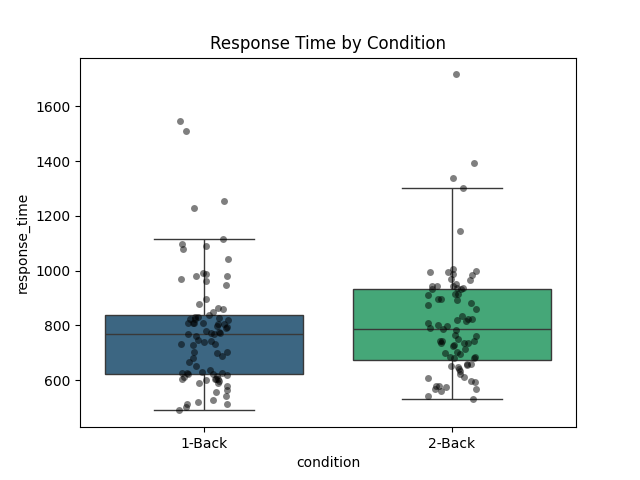 Response Time by Condition
1600
1400
1200
1000
800
600
response_time
1-Back
2-Back
condition